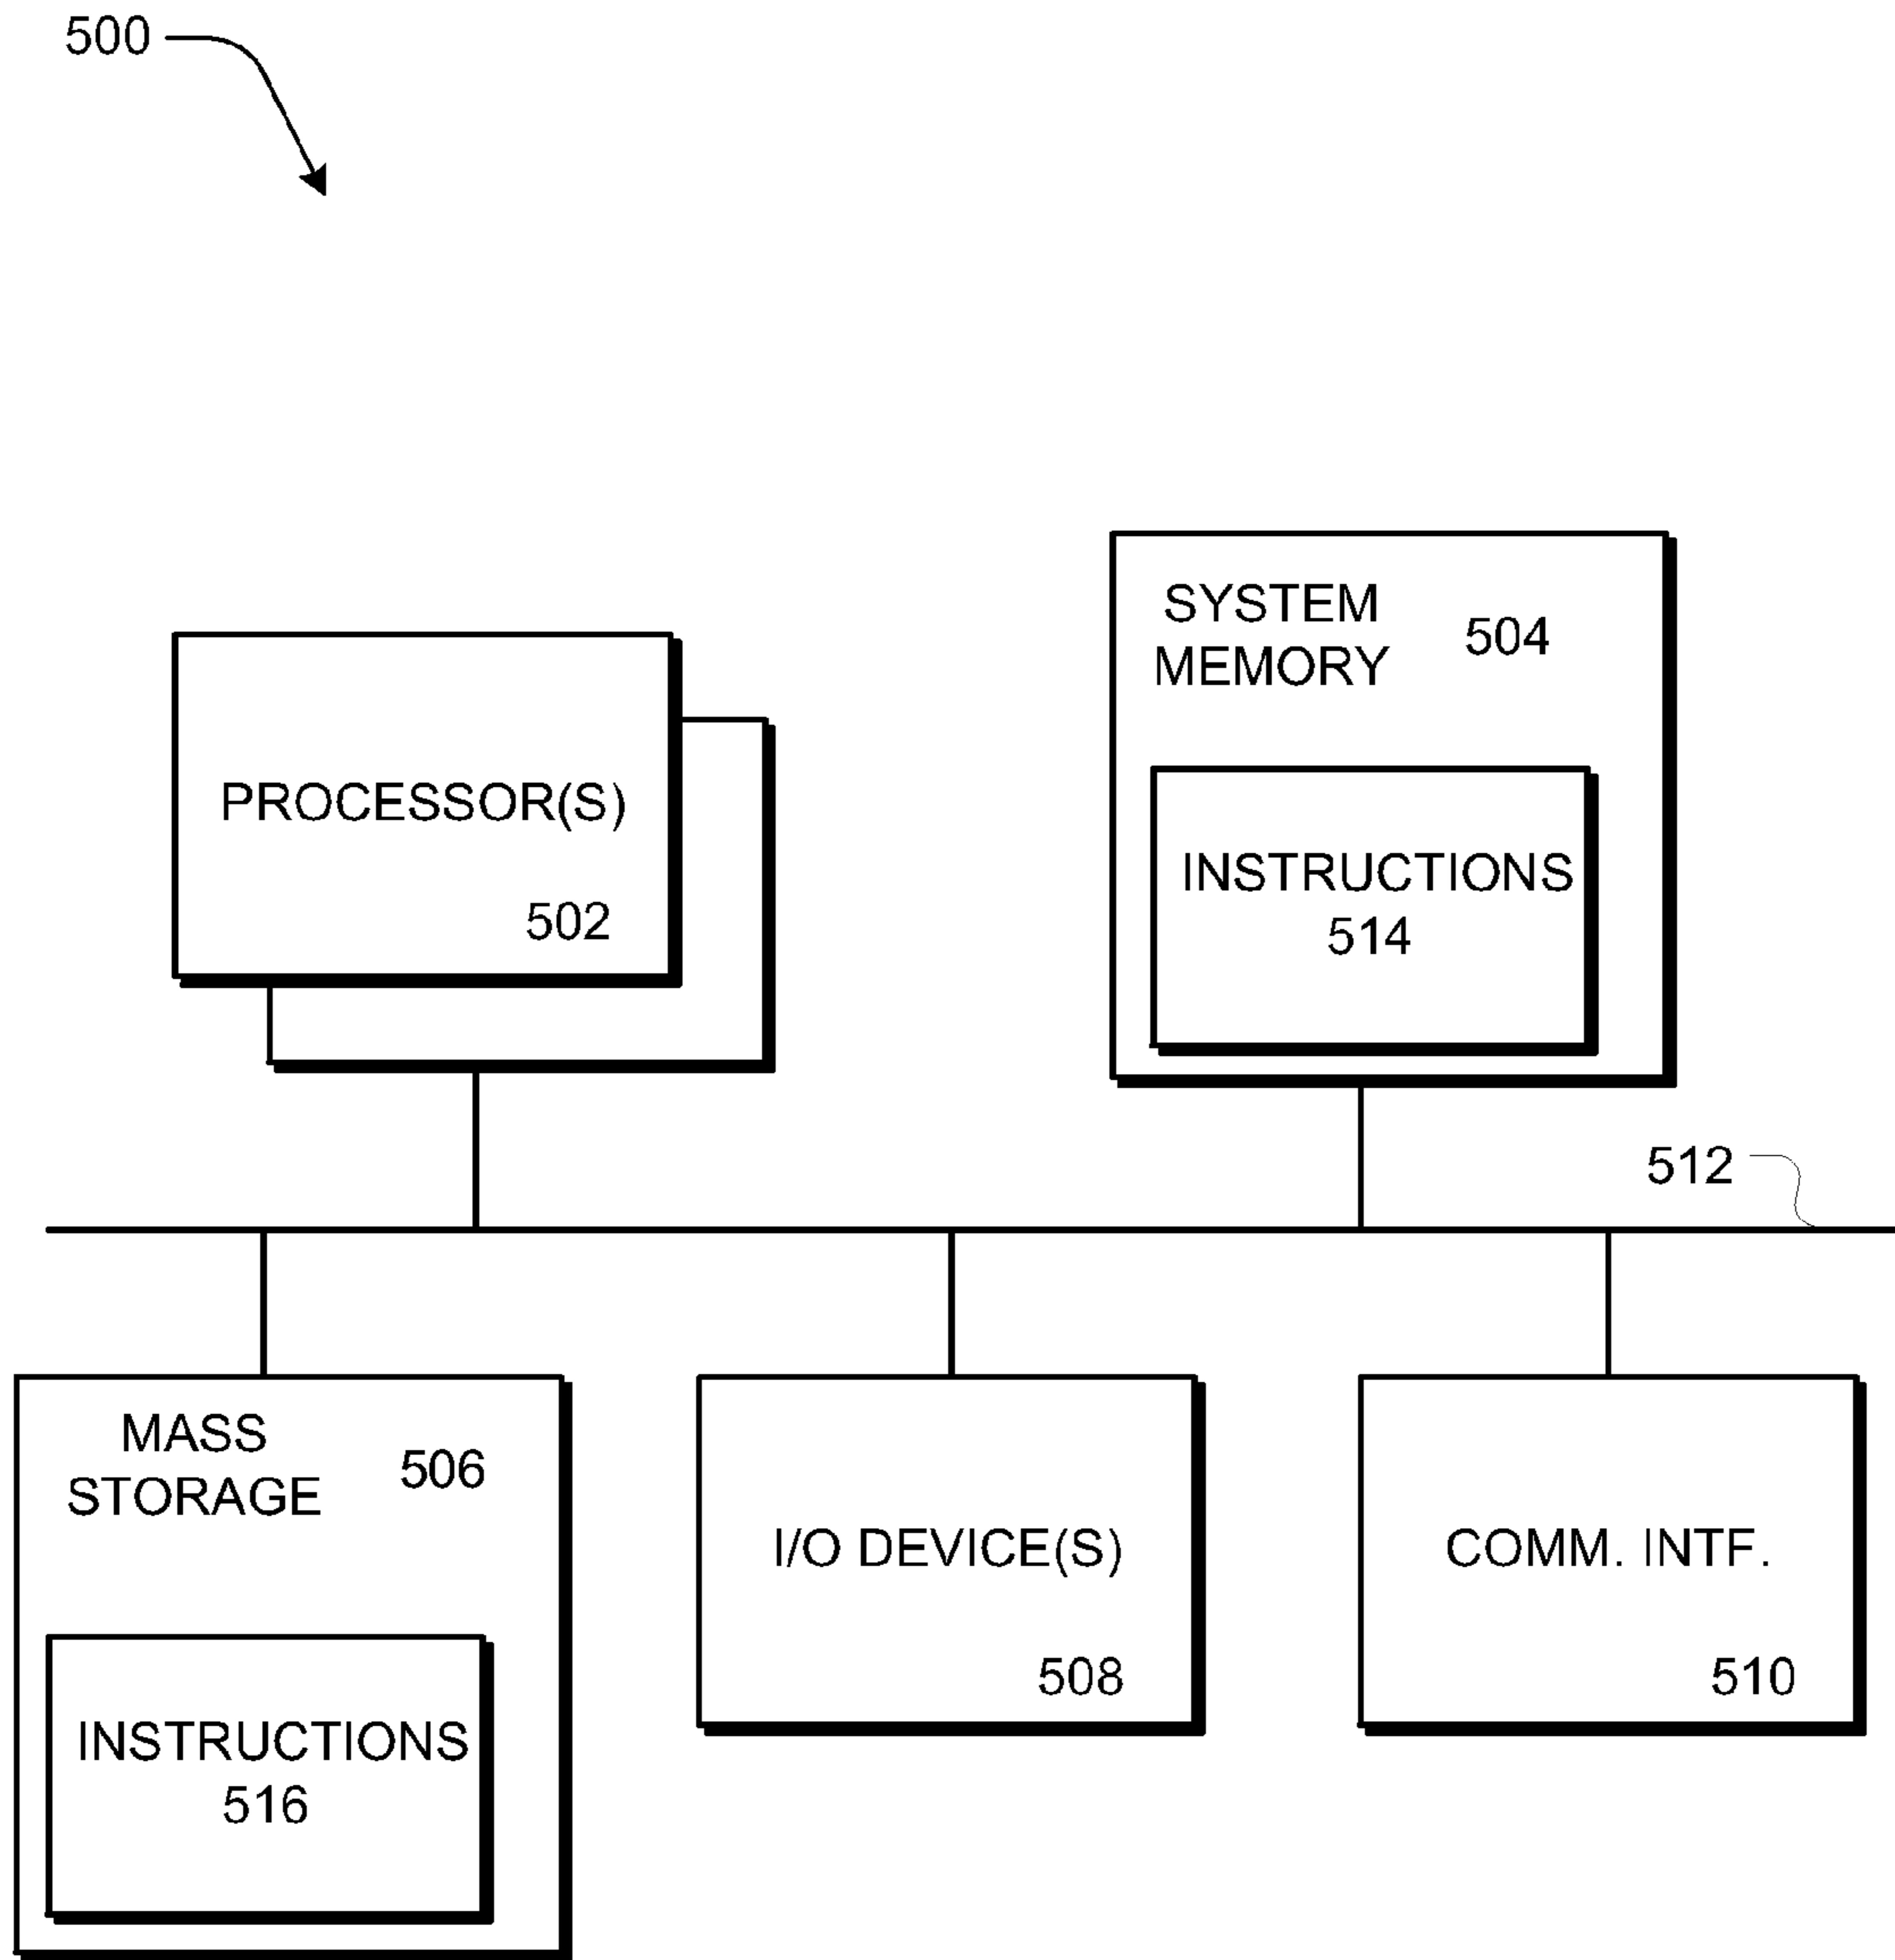 500
SYSTEM
MEMORY
504
PROCESSOR(S)
502
INSTRUCTIONS
514
512
MASS
STORAGE
506
I/O DEVICE(S)
508
COMM. INTF.
510
INSTRUCTIONS
516